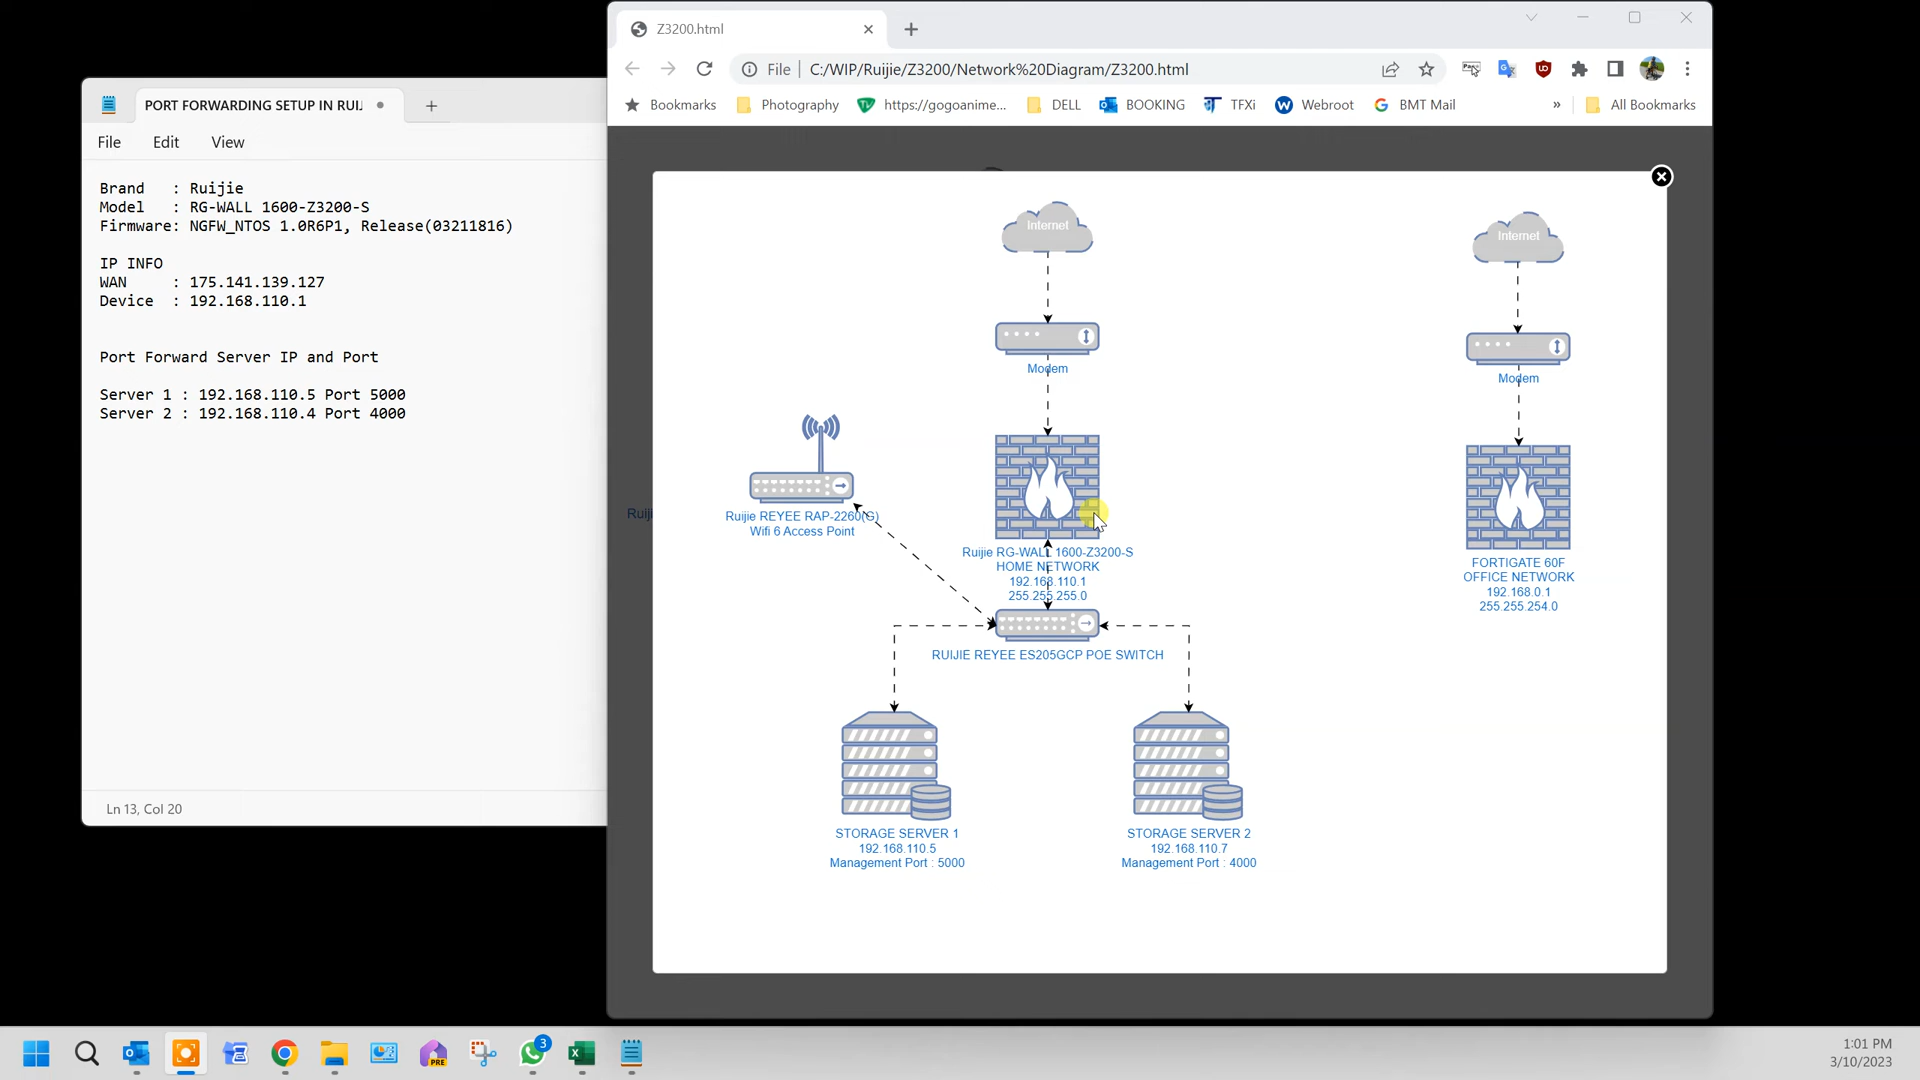 PORT FORWARDING SETUP IN RUIJ
File Edit View
Brand   : Ruijie
Model   : RG-WALL 1600-Z3200-S
Firmware: NGFW_NTOS 1.0R6P1, Release(03211816)
IP INFO
WAN     : 175.141.139.127
Device  : 192.168.110.1
Port Forward Server IP and Port
Server 1 : 192.168.110.5 Port 5000
Server 2 : 192.168.110.4 Port 4000
Ln 13, Col 20
Z3200.html
File C:/WIP/Ruijie/Z3200/Network%20Diagram/Z3200.html
Bookmarks Photography https://gogoanime... DELL BOOKING TFXi Webroot BMT Mail » All Bookmarks
Internet
Modem
Ruijie REYEE RAP-2260(G)
Wifi 6 Access Point
Ruijie RG-WALL 1600-Z3200-S
HOME NETWORK
192.168.110.1
255.255.255.0
RUIJIE REYEE ES205GCP POE SWITCH
STORAGE SERVER 1
192.168.110.5
Management Port : 5000
STORAGE SERVER 2
192.168.110.7
Management Port : 4000
Internet
Modem
FORTIGATE 60F
OFFICE NETWORK
192.168.0.1
255.255.254.0
PRE
3
1:01 PM
3/10/2023